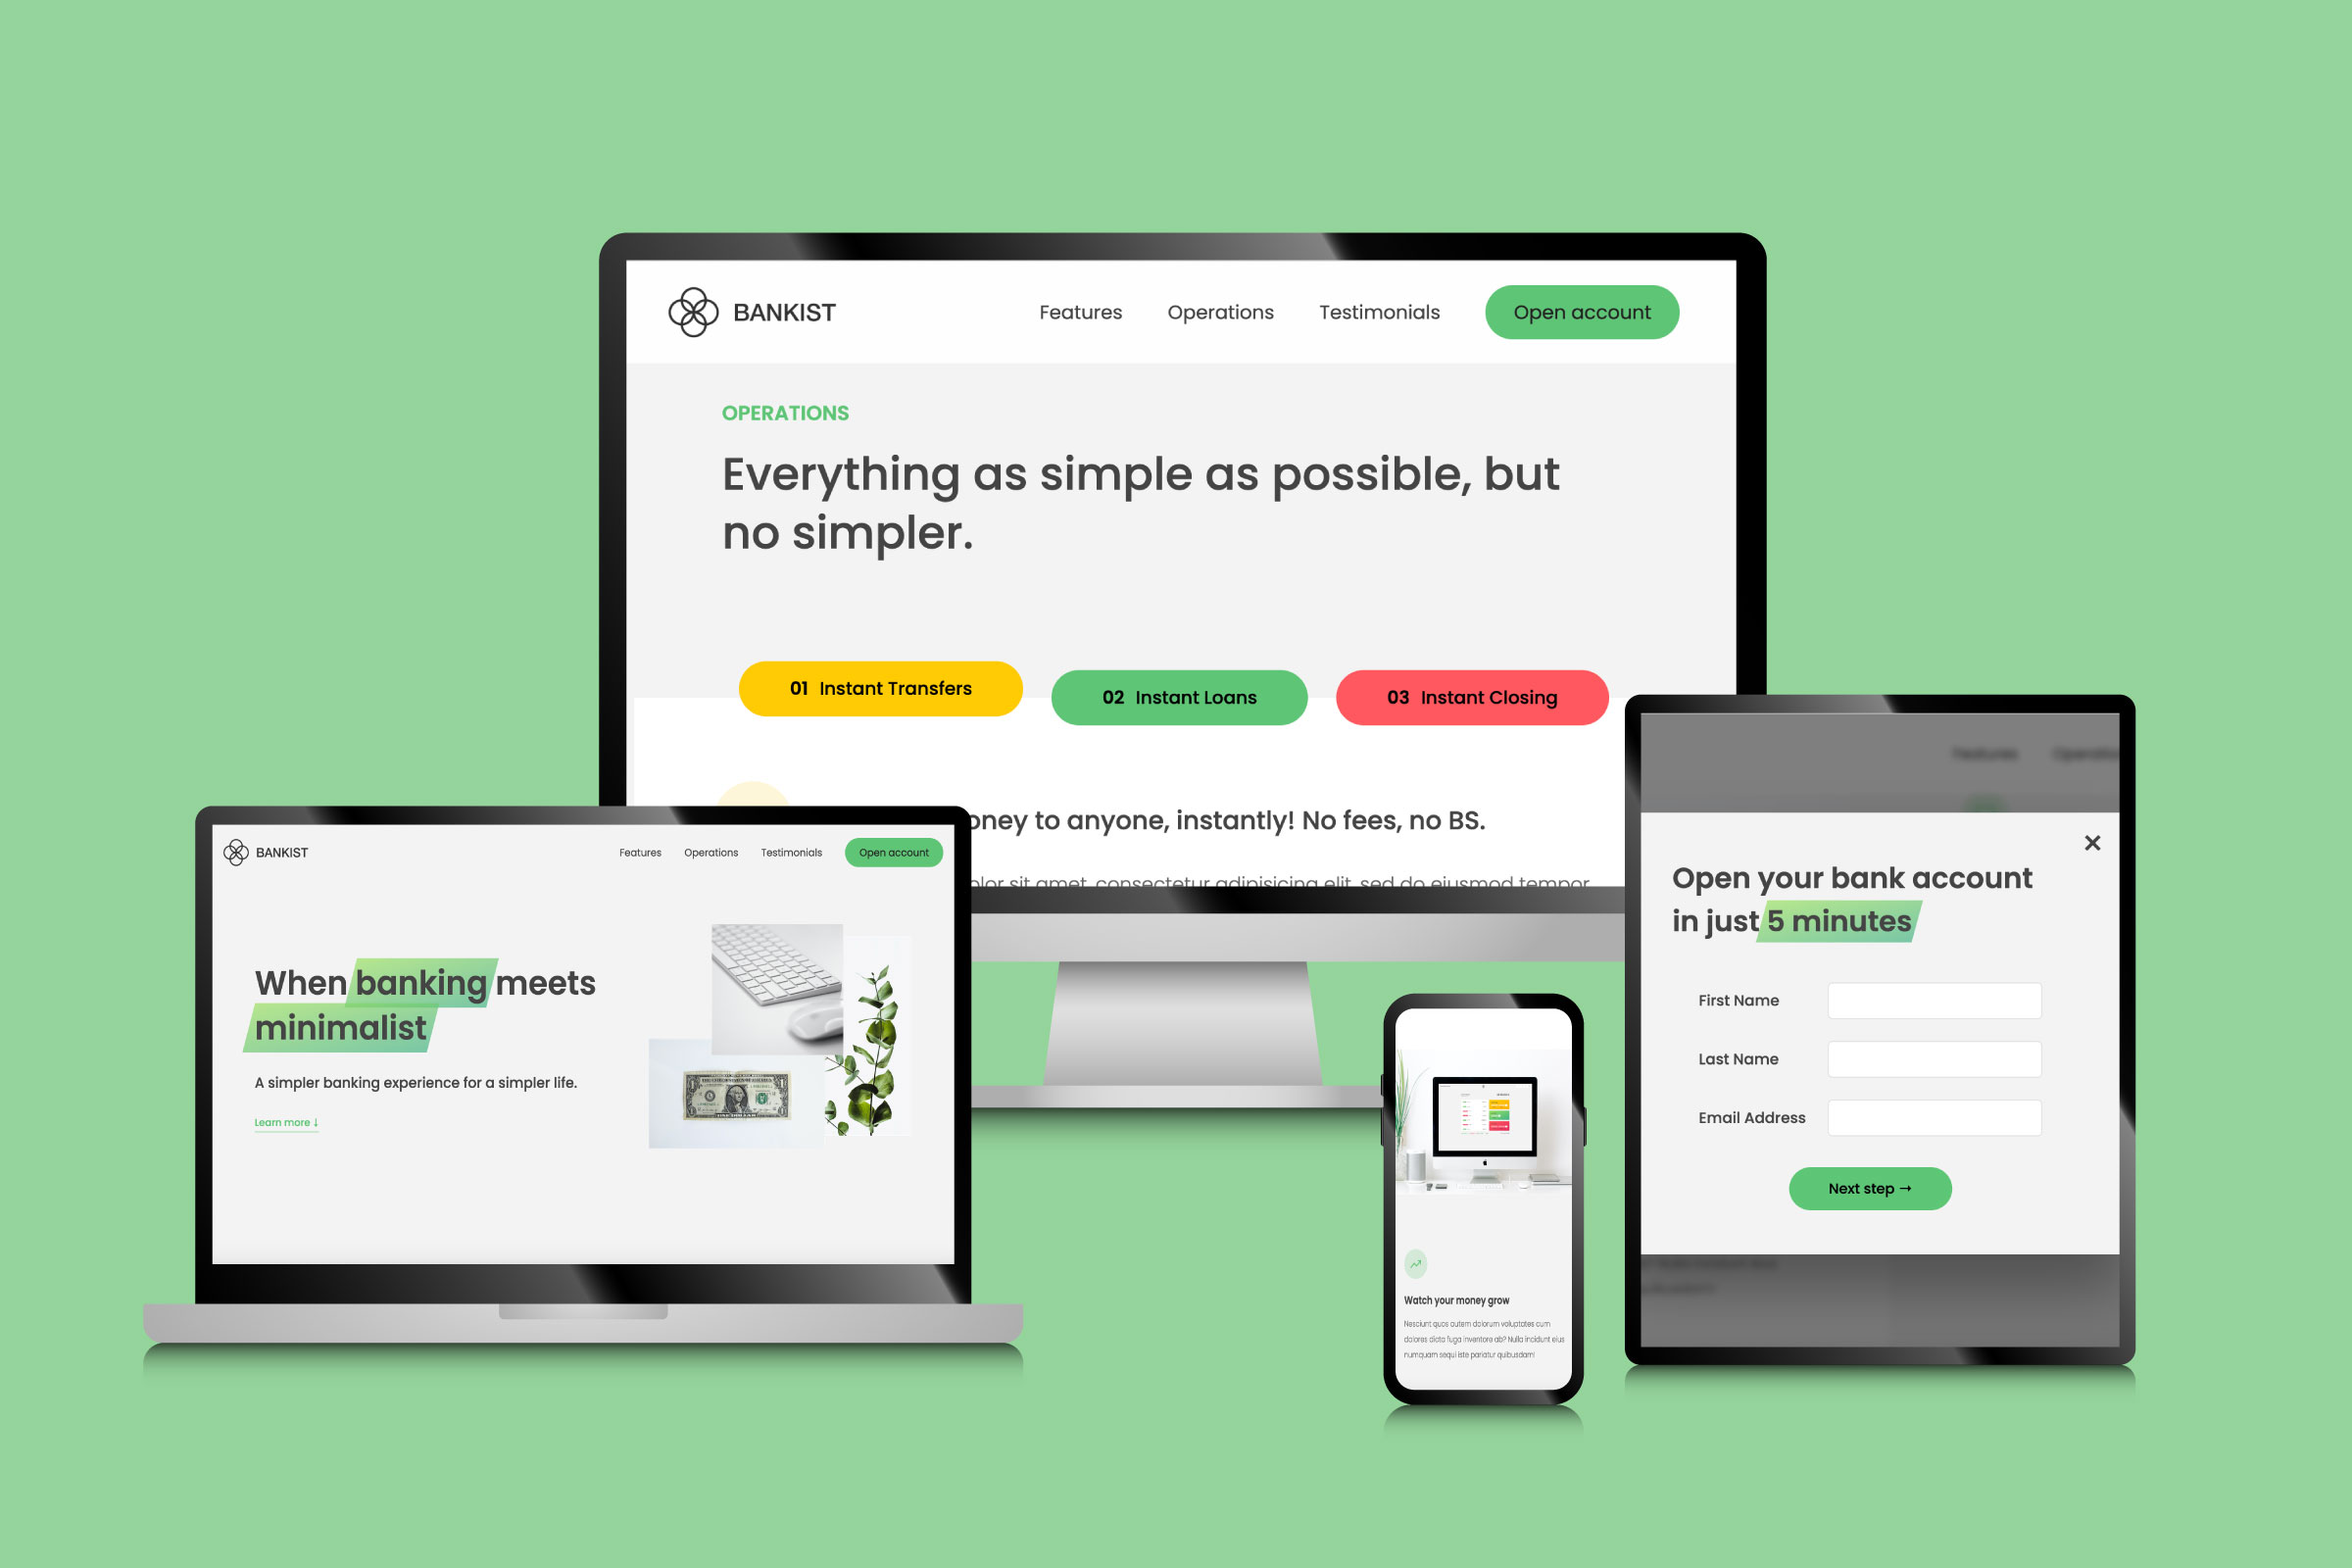 BANKIST
Features
Operations
Testimonials
Open account
OPERATIONS
Everything as simple as possible, but
no simpler.
01 Instant Transfers
02 Instant Loans
03 Instant Closing
to anyone, instantly! No fees, no BS.
sit amet, consectetur adipisicing elit, sed do eiusmod tempor
BANKIST
Features
Operations
Testimonials
Open account
When banking meets
minimalist
A simpler banking experience for a simpler life.
Learn more ↓
Watch your money grow
Nesciunt quos autem dolorum voluptates cum
dolores dicta fuga inventore ab? Nulla incidunt eius
numquam sequi iste pariatur quibusdam!
Features
×
Open your bank account
in just 5 minutes
First Name
Last Name
Email Address
Next step →